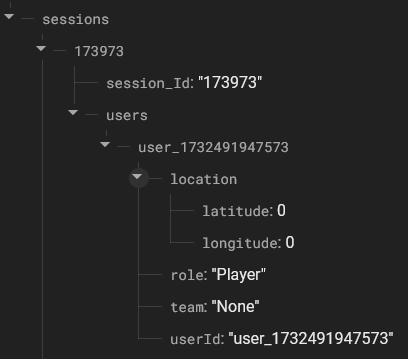 sessions
173973
session_Id: "173973"
users
user_1732491947573
location
latitude: 0
longitude: 0
role: "Player"
team: "None"
userId: "user_1732491947573"